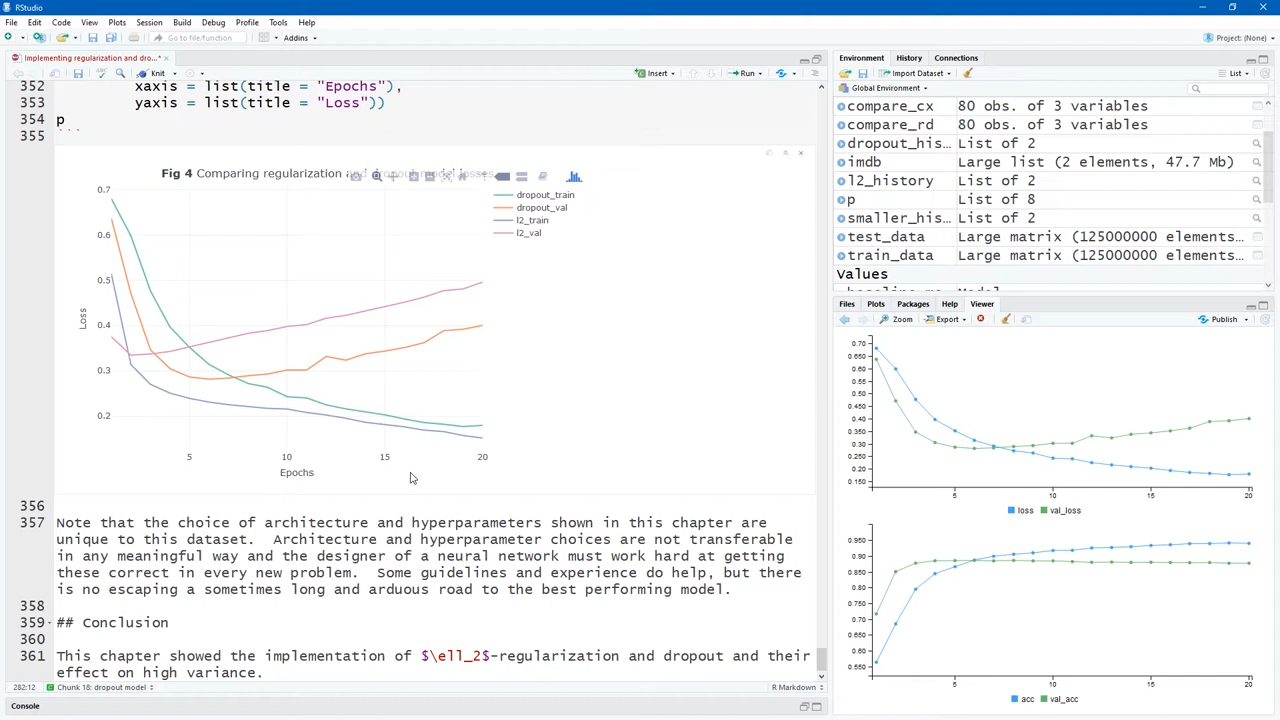 RStudio
File Edit Code View Plots Session Build Debug Profile Tools Help
Go to file/function Addins Project: (None)
Implementing regularization and dro...*
Knit Insert Run
352 xaxis = list(title = "Epochs"),
353 yaxis = list(title = "Loss"))
354 p
355 ```
Fig 4 Comparing regularization and dropout model losses
dropout_train
dropout_val
l2_train
l2_val
0.7
0.6
0.5
0.4
0.3
0.2
Loss
5 10 15 20
Epochs
356
357 Note that the choice of architecture and hyperparameters shown in this chapter are
unique to this dataset. Architecture and hyperparameter choices are not transferable
in any meaningful way and the designer of a neural network must work hard at getting
these correct in every new problem. Some guidelines and experience do help, but there
is no escaping a sometimes long and arduous road to the best performing model.
358
359 ## Conclusion
360
361 This chapter showed the implementation of $\ell_2$-regularization and dropout and their
effect on high variance.
282:12 Chunk 18: dropout model R Markdown
Console
Environment History Connections
Import Dataset List
Global Environment
compare_cx 80 obs. of 3 variables
compare_rd 80 obs. of 3 variables
dropout_his... List of 2
imdb Large list (2 elements, 47.7 Mb)
l2_history List of 2
p List of 8
smaller_his... List of 2
test_data Large matrix (125000000 elements...
train_data Large matrix (125000000 elements...
Values
Files Plots Packages Help Viewer
Zoom Export Publish
0.70
0.650
0.60
0.55
0.50
0.450
0.40
0.350
0.30
0.250
0.20
0.150
5 10 15 20
loss val_loss
0.950
0.90
0.850
0.80
0.750
0.70
0.650
0.60
0.550
5 10 15 20
acc val_acc